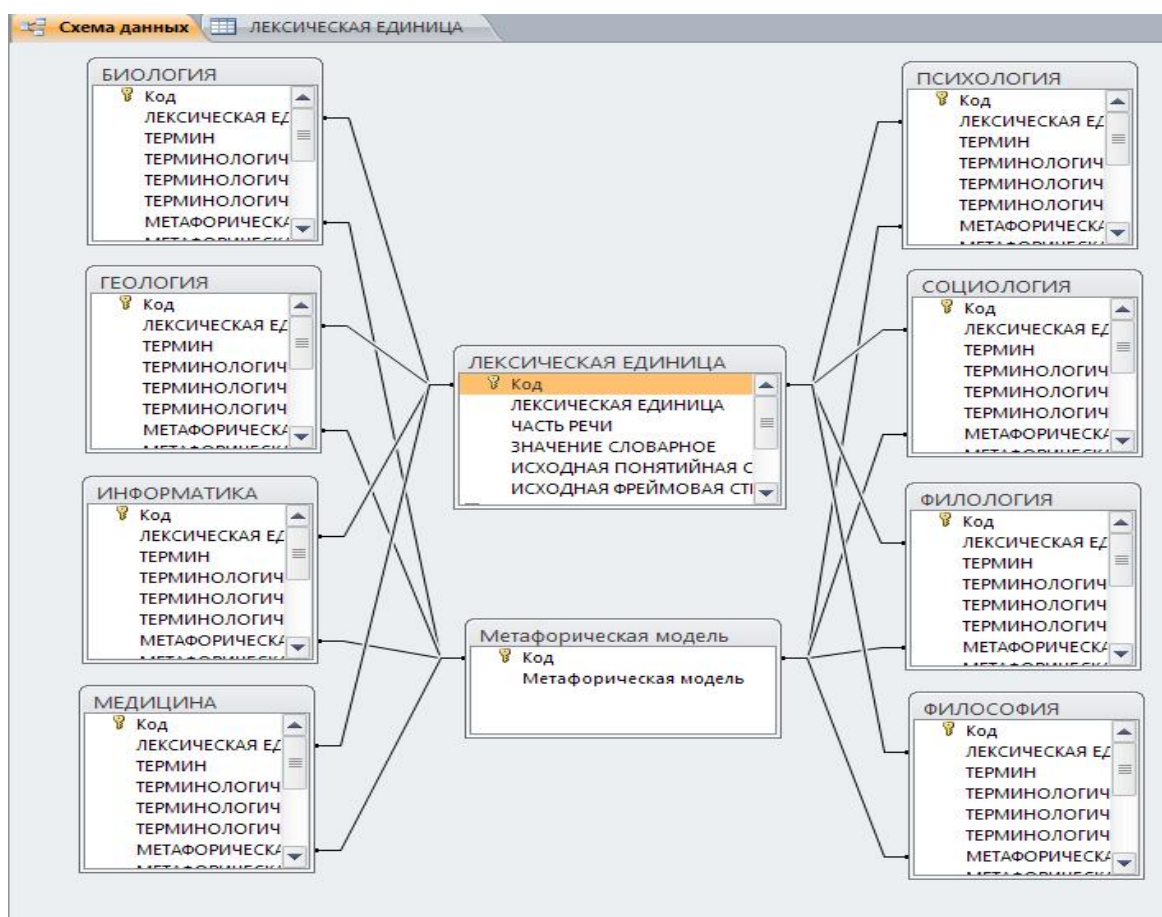 Схема данных
ЛЕКСИЧЕСКАЯ ЕДИНИЦА
БИОЛОГИЯ
Код
ЛЕКСИЧЕСКАЯ ЕД
ТЕРМИН
ТЕРМИНОЛОГИЧ
ТЕРМИНОЛОГИЧ
ТЕРМИНОЛОГИЧ
МЕТАФОРИЧЕСКА
ГЕОЛОГИЯ
Код
ЛЕКСИЧЕСКАЯ ЕД
ТЕРМИН
ТЕРМИНОЛОГИЧ
ТЕРМИНОЛОГИЧ
ТЕРМИНОЛОГИЧ
МЕТАФОРИЧЕСКА
ИНФОРМАТИКА
Код
ЛЕКСИЧЕСКАЯ ЕД
ТЕРМИН
ТЕРМИНОЛОГИЧ
ТЕРМИНОЛОГИЧ
ТЕРМИНОЛОГИЧ
МЕТАФОРИЧЕСКА
МЕДИЦИНА
Код
ЛЕКСИЧЕСКАЯ ЕД
ТЕРМИН
ТЕРМИНОЛОГИЧ
ТЕРМИНОЛОГИЧ
ТЕРМИНОЛОГИЧ
МЕТАФОРИЧЕСКА
ЛЕКСИЧЕСКАЯ ЕДИНИЦА
Код
ЛЕКСИЧЕСКАЯ ЕДИНИЦА
ЧАСТЬ РЕЧИ
ЗНАЧЕНИЕ СЛОВАРНОЕ
ИСХОДНАЯ ПОНЯТИЙНАЯ С
ИСХОДНАЯ ФРЕЙМОВАЯ СТР
Метафорическая модель
Код
Метафорическая модель
ПСИХОЛОГИЯ
Код
ЛЕКСИЧЕСКАЯ ЕД
ТЕРМИН
ТЕРМИНОЛОГИЧ
ТЕРМИНОЛОГИЧ
ТЕРМИНОЛОГИЧ
МЕТАФОРИЧЕСКА
СОЦИОЛОГИЯ
Код
ЛЕКСИЧЕСКАЯ ЕД
ТЕРМИН
ТЕРМИНОЛОГИЧ
ТЕРМИНОЛОГИЧ
ТЕРМИНОЛОГИЧ
МЕТАФОРИЧЕСКА
ФИЛОЛОГИЯ
Код
ЛЕКСИЧЕСКАЯ ЕД
ТЕРМИН
ТЕРМИНОЛОГИЧ
ТЕРМИНОЛОГИЧ
ТЕРМИНОЛОГИЧ
МЕТАФОРИЧЕСКА
ФИЛОСОФИЯ
Код
ЛЕКСИЧЕСКАЯ ЕД
ТЕРМИН
ТЕРМИНОЛОГИЧ
ТЕРМИНОЛОГИЧ
ТЕРМИНОЛОГИЧ
МЕТАФОРИЧЕСКА